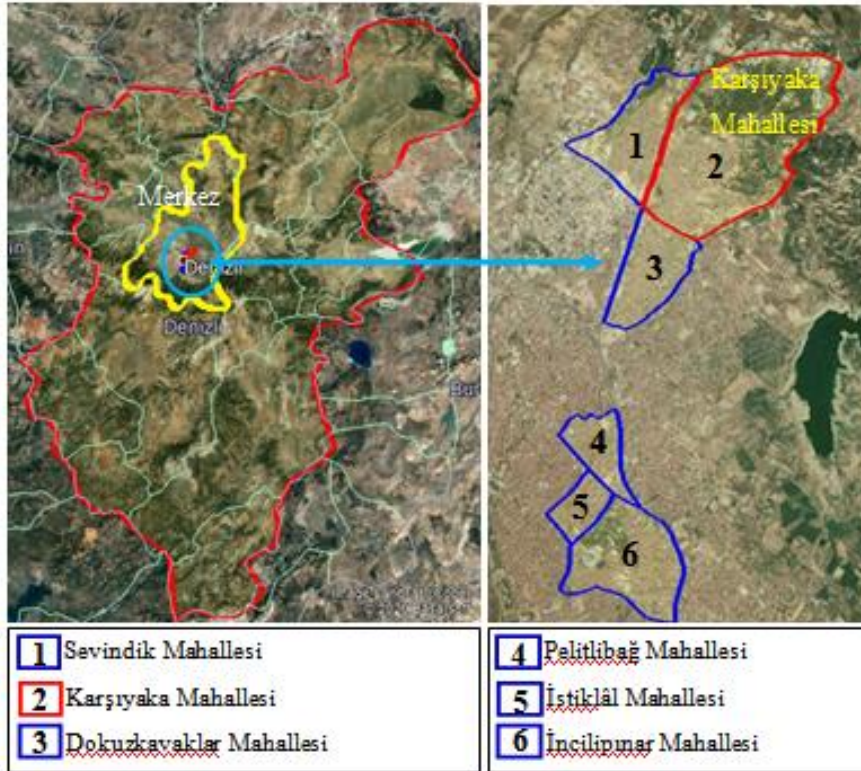 Merkez
Denizli
Denizli
Karşıyaka
Mahallesi
1
2
3
4
5
6
1 Sevindik Mahallesi
2 Karşıyaka Mahallesi
3 Dokuzkavaklar Mahallesi
4 Pelitlibağ Mahallesi
5 İstiklâl Mahallesi
6 İncilipınar Mahallesi